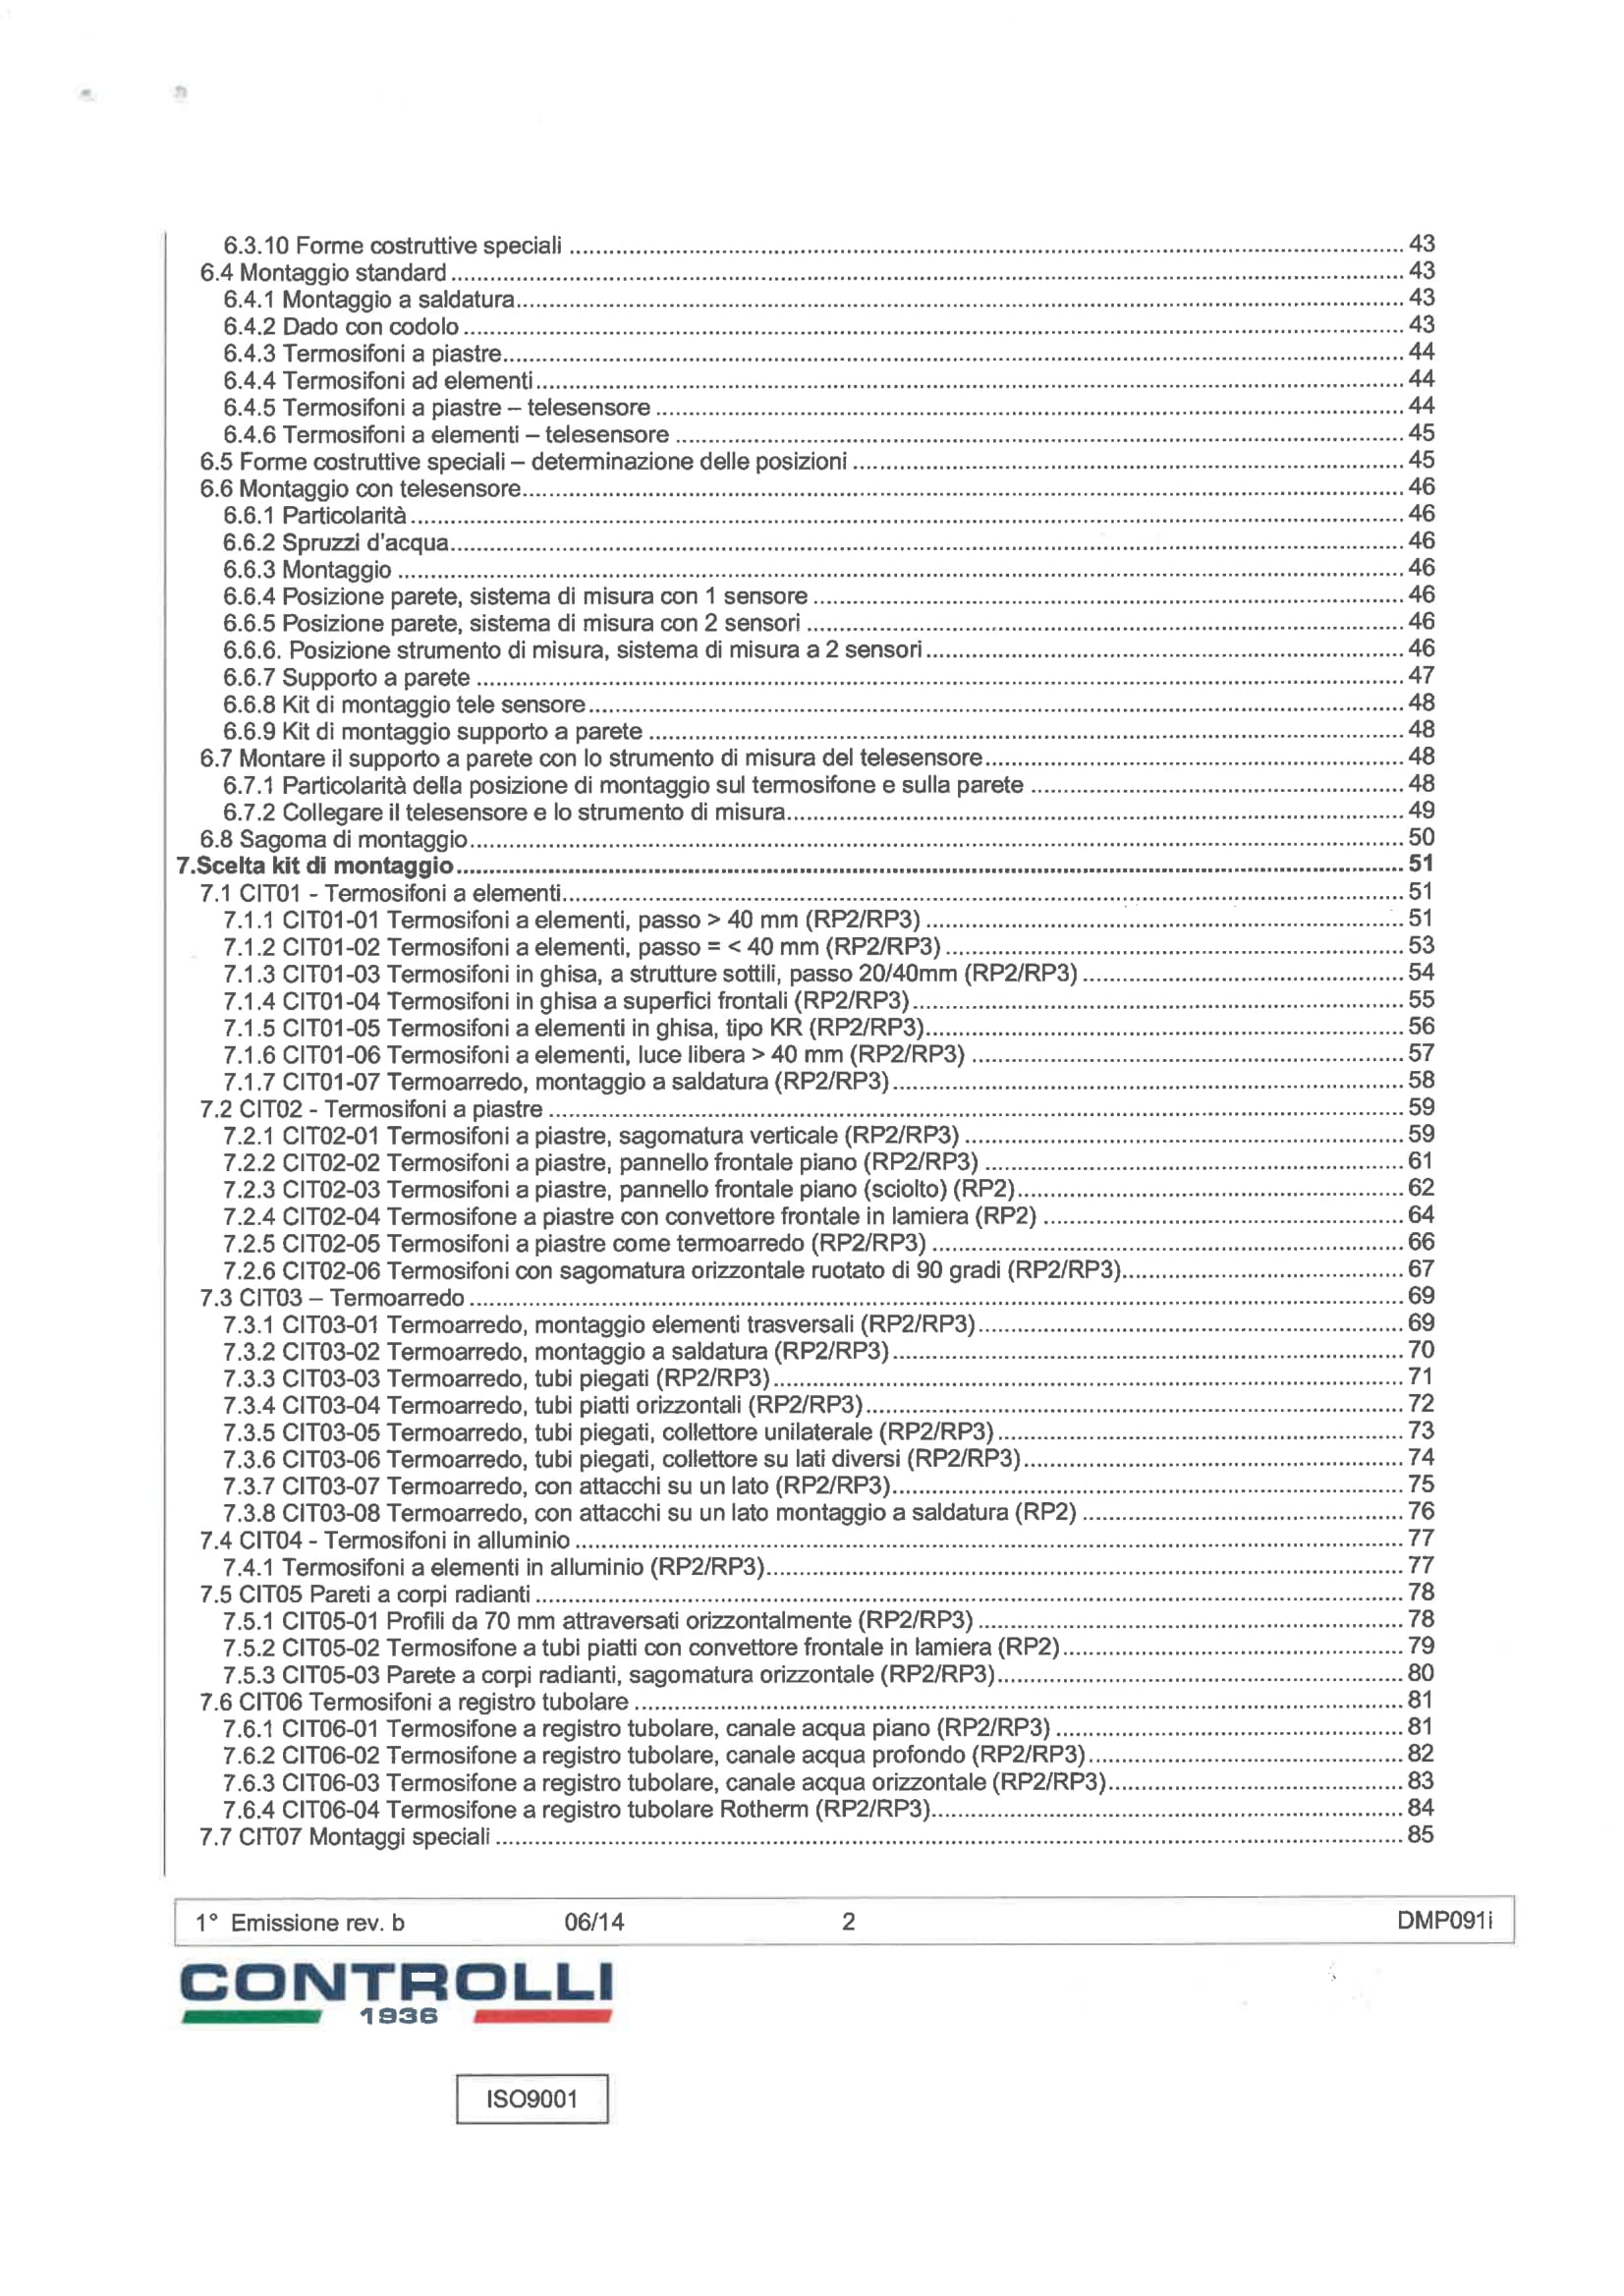 6.3.10 Forme costruttive speciali ........ 43
6.4 Montaggio standard ........ 43
6.4.1 Montaggio a saldatura ........ 43
6.4.2 Dado con codolo ........ 43
6.4.3 Termosifoni a piastre ........ 44
6.4.4 Termosifoni ad elementi ........ 44
6.4.5 Termosifoni a piastre – telesensore ........ 44
6.4.6 Termosifoni a elementi – telesensore ........ 45
6.5 Forme costruttive speciali – determinazione delle posizioni ........ 45
6.6 Montaggio con telesensore ........ 46
6.6.1 Particolarità ........ 46
6.6.2 Spruzzi d'acqua ........ 46
6.6.3 Montaggio ........ 46
6.6.4 Posizione parete, sistema di misura con 1 sensore ........ 46
6.6.5 Posizione parete, sistema di misura con 2 sensori ........ 46
6.6.6. Posizione strumento di misura, sistema di misura a 2 sensori ........ 46
6.6.7 Supporto a parete ........ 47
6.6.8 Kit di montaggio tele sensore ........ 48
6.6.9 Kit di montaggio supporto a parete ........ 48
6.7 Montare il supporto a parete con lo strumento di misura del telesensore ........ 48
6.7.1 Particolarità della posizione di montaggio sul termosifone e sulla parete ........ 48
6.7.2 Collegare il telesensore e lo strumento di misura ........ 49
6.8 Sagoma di montaggio ........ 50
7.Scelta kit di montaggio ........ 51
7.1 CIT01 - Termosifoni a elementi ........ 51
7.1.1 CIT01-01 Termosifoni a elementi, passo > 40 mm (RP2/RP3) ........ 51
7.1.2 CIT01-02 Termosifoni a elementi, passo = < 40 mm (RP2/RP3) ........ 53
7.1.3 CIT01-03 Termosifoni in ghisa, a strutture sottili, passo 20/40mm (RP2/RP3) ........ 54
7.1.4 CIT01-04 Termosifoni in ghisa a superfici frontali (RP2/RP3) ........ 55
7.1.5 CIT01-05 Termosifoni a elementi in ghisa, tipo KR (RP2/RP3) ........ 56
7.1.6 CIT01-06 Termosifoni a elementi, luce libera > 40 mm (RP2/RP3) ........ 57
7.1.7 CIT01-07 Termoarredo, montaggio a saldatura (RP2/RP3) ........ 58
7.2 CIT02 - Termosifoni a piastre ........ 59
7.2.1 CIT02-01 Termosifoni a piastre, sagomatura verticale (RP2/RP3) ........ 59
7.2.2 CIT02-02 Termosifoni a piastre, pannello frontale piano (RP2/RP3) ........ 61
7.2.3 CIT02-03 Termosifoni a piastre, pannello frontale piano (sciolto) (RP2) ........ 62
7.2.4 CIT02-04 Termosifone a piastre con convettore frontale in lamiera (RP2) ........ 64
7.2.5 CIT02-05 Termosifoni a piastre come termoarredo (RP2/RP3) ........ 66
7.2.6 CIT02-06 Termosifoni con sagomatura orizzontale ruotato di 90 gradi (RP2/RP3) ........ 67
7.3 CIT03 – Termoarredo ........ 69
7.3.1 CIT03-01 Termoarredo, montaggio elementi trasversali (RP2/RP3) ........ 69
7.3.2 CIT03-02 Termoarredo, montaggio a saldatura (RP2/RP3) ........ 70
7.3.3 CIT03-03 Termoarredo, tubi piegati (RP2/RP3) ........ 71
7.3.4 CIT03-04 Termoarredo, tubi piatti orizzontali (RP2/RP3) ........ 72
7.3.5 CIT03-05 Termoarredo, tubi piegati, collettore unilaterale (RP2/RP3) ........ 73
7.3.6 CIT03-06 Termoarredo, tubi piegati, collettore su lati diversi (RP2/RP3) ........ 74
7.3.7 CIT03-07 Termoarredo, con attacchi su un lato (RP2/RP3) ........ 75
7.3.8 CIT03-08 Termoarredo, con attacchi su un lato montaggio a saldatura (RP2) ........ 76
7.4 CIT04 - Termosifoni in alluminio ........ 77
7.4.1 Termosifoni a elementi in alluminio (RP2/RP3) ........ 77
7.5 CIT05 Pareti a corpi radianti ........ 78
7.5.1 CIT05-01 Profili da 70 mm attraversati orizzontalmente (RP2/RP3) ........ 78
7.5.2 CIT05-02 Termosifone a tubi piatti con convettore frontale in lamiera (RP2) ........ 79
7.5.3 CIT05-03 Parete a corpi radianti, sagomatura orizzontale (RP2/RP3) ........ 80
7.6 CIT06 Termosifoni a registro tubolare ........ 81
7.6.1 CIT06-01 Termosifone a registro tubolare, canale acqua piano (RP2/RP3) ........ 81
7.6.2 CIT06-02 Termosifone a registro tubolare, canale acqua profondo (RP2/RP3) ........ 82
7.6.3 CIT06-03 Termosifone a registro tubolare, canale acqua orizzontale (RP2/RP3) ........ 83
7.6.4 CIT06-04 Termosifone a registro tubolare Rotherm (RP2/RP3) ........ 84
7.7 CIT07 Montaggi speciali ........ 85
1° Emissione rev. b 06/14 2 DMP091i
CONTROLLI
1936
ISO9001